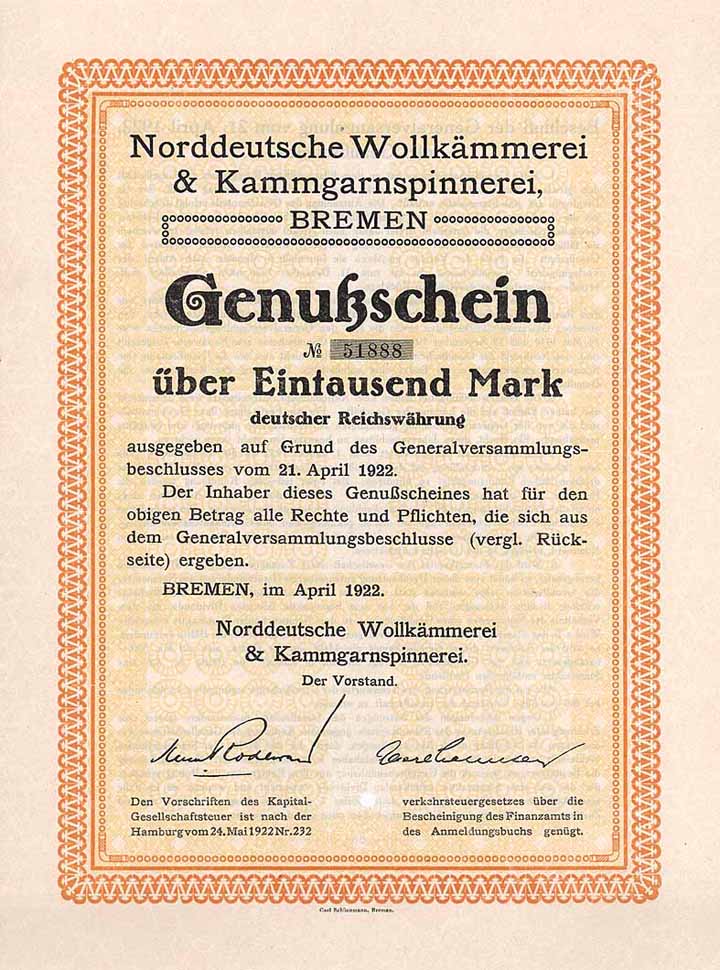 Norddeutsche Wollkämmerei
& Kammgarnspinnerei,
BREMEN
Genußschein
№ 51888
über Eintausend Mark
deutscher Reichswährung
ausgegeben auf Grund des Generalversammlungs-
beschlusses vom 21. April 1922.
Der Inhaber dieses Genußscheines hat für den
obigen Betrag alle Rechte und Pflichten, die sich aus
dem Generalversammlungsbeschlusse (vergl. Rück-
seite) ergeben.
BREMEN, im April 1922.
Norddeutsche Wollkämmerei
& Kammgarnspinnerei.
Der Vorstand.
Den Vorschriften des Kapital-
Gesellschaftsteuer ist nach der
Hamburg vom 24. Mai 1922 Nr. 232
verkehrsteuergesetzes über die
Bescheinigung des Finanzamts in
des Anmeldungsbuchs genügt.
Carl Schünemann, Bremen.